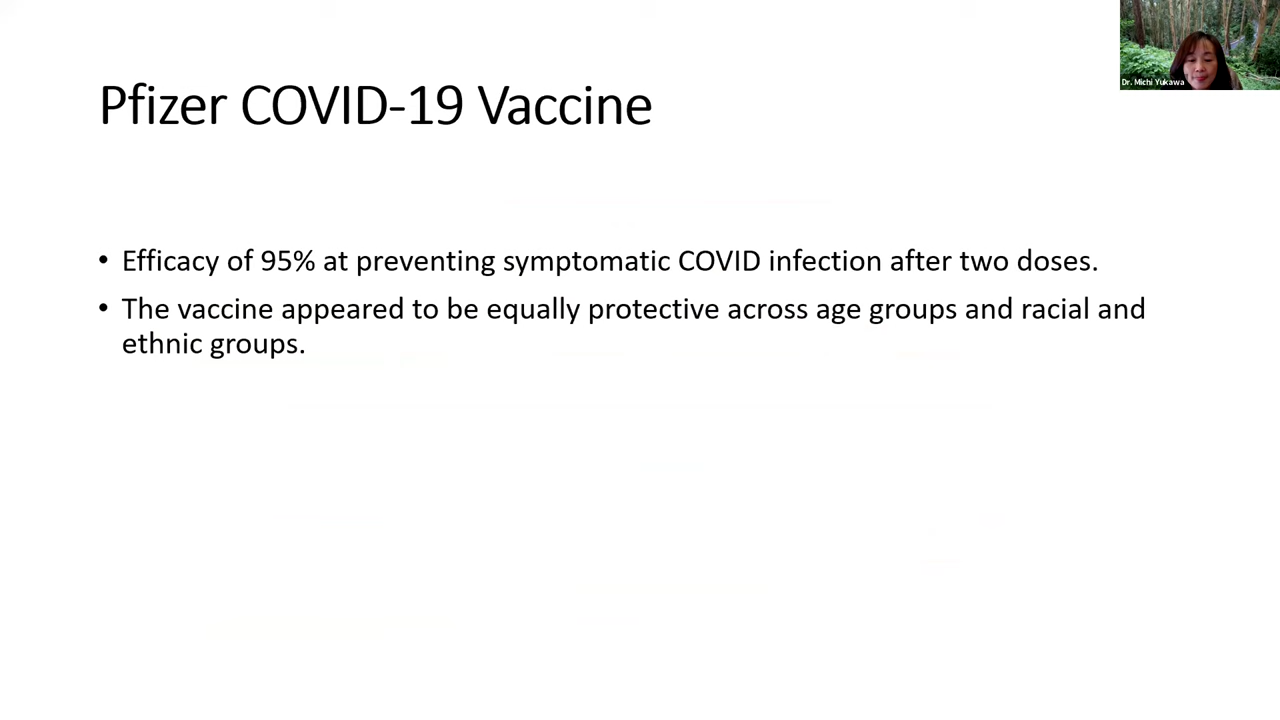 Pfizer COVID-19 Vaccine
Dr. Michi Yukawa
• Efficacy of 95% at preventing symptomatic COVID infection after two doses.
• The vaccine appeared to be equally protective across age groups and racial and
ethnic groups.